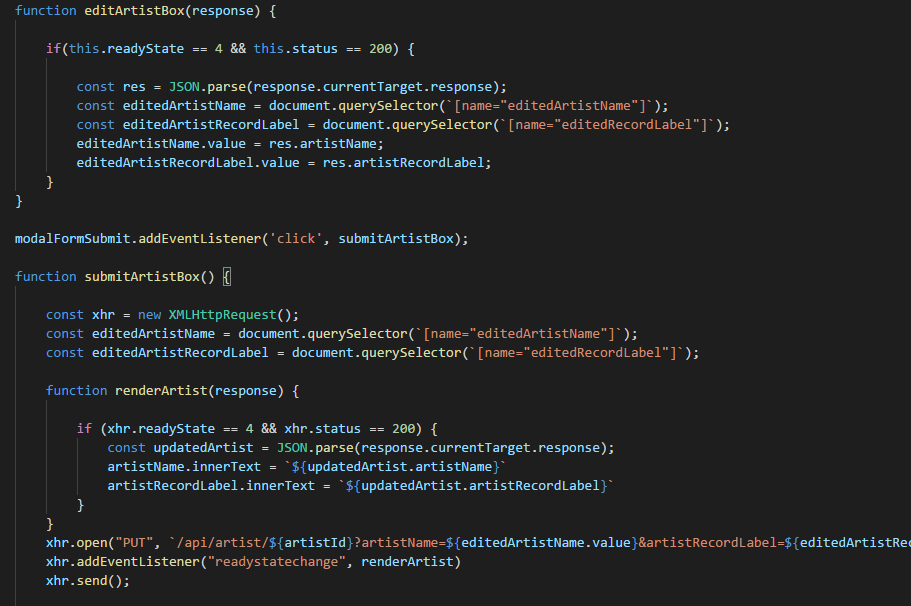 function editArtistBox(response) {
if(this.readyState == 4 && this.status == 200) {
const res = JSON.parse(response.currentTarget.response);
const editedArtistName = document.querySelector(`[name="editedArtistName"]`);
const editedArtistRecordLabel = document.querySelector(`[name="editedRecordLabel"]`);
editedArtistName.value = res.artistName;
editedArtistRecordLabel.value = res.artistRecordLabel;
}
}
modalFormSubmit.addEventListener('click', submitArtistBox);
function submitArtistBox() {
const xhr = new XMLHttpRequest();
const editedArtistName = document.querySelector(`[name="editedArtistName"]`);
const editedArtistRecordLabel = document.querySelector(`[name="editedRecordLabel"]`);
function renderArtist(response) {
if (xhr.readyState == 4 && xhr.status == 200) {
const updatedArtist = JSON.parse(response.currentTarget.response);
artistName.innerText = `${updatedArtist.artistName}`
artistRecordLabel.innerText = `${updatedArtist.artistRecordLabel}`
}
}
xhr.open("PUT", `/api/artist/${artistId}?artistName=${editedArtistName.value}&artistRecordLabel=${editedArtistRec
xhr.addEventListener("readystatechange", renderArtist)
xhr.send();